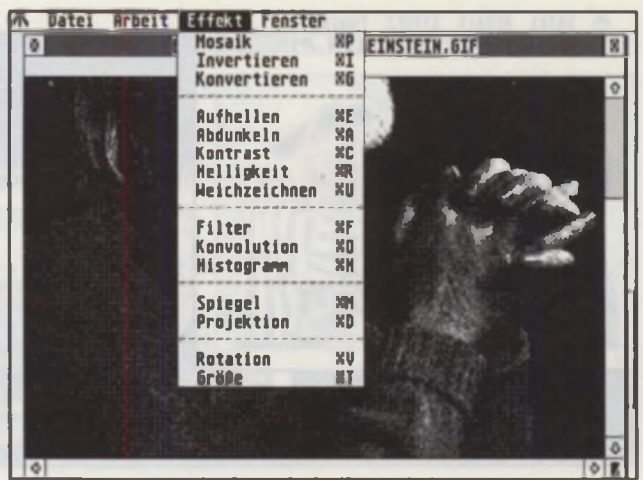 Datei Arbeit Effekt Fenster
EINSTEIN.GIF
Mosaik ⌘P
Invertieren ⌘I
Konvertieren ⌘G
Aufhellen ⌘E
Abdunkeln ⌘A
Kontrast ⌘C
Helligkeit ⌘R
Weichzeichnen ⌘U
Filter ⌘F
Konvolution ⌘O
Histogramm ⌘H
Spiegel ⌘M
Projektion ⌘D
Rotation ⌘V
Größe ⌘T